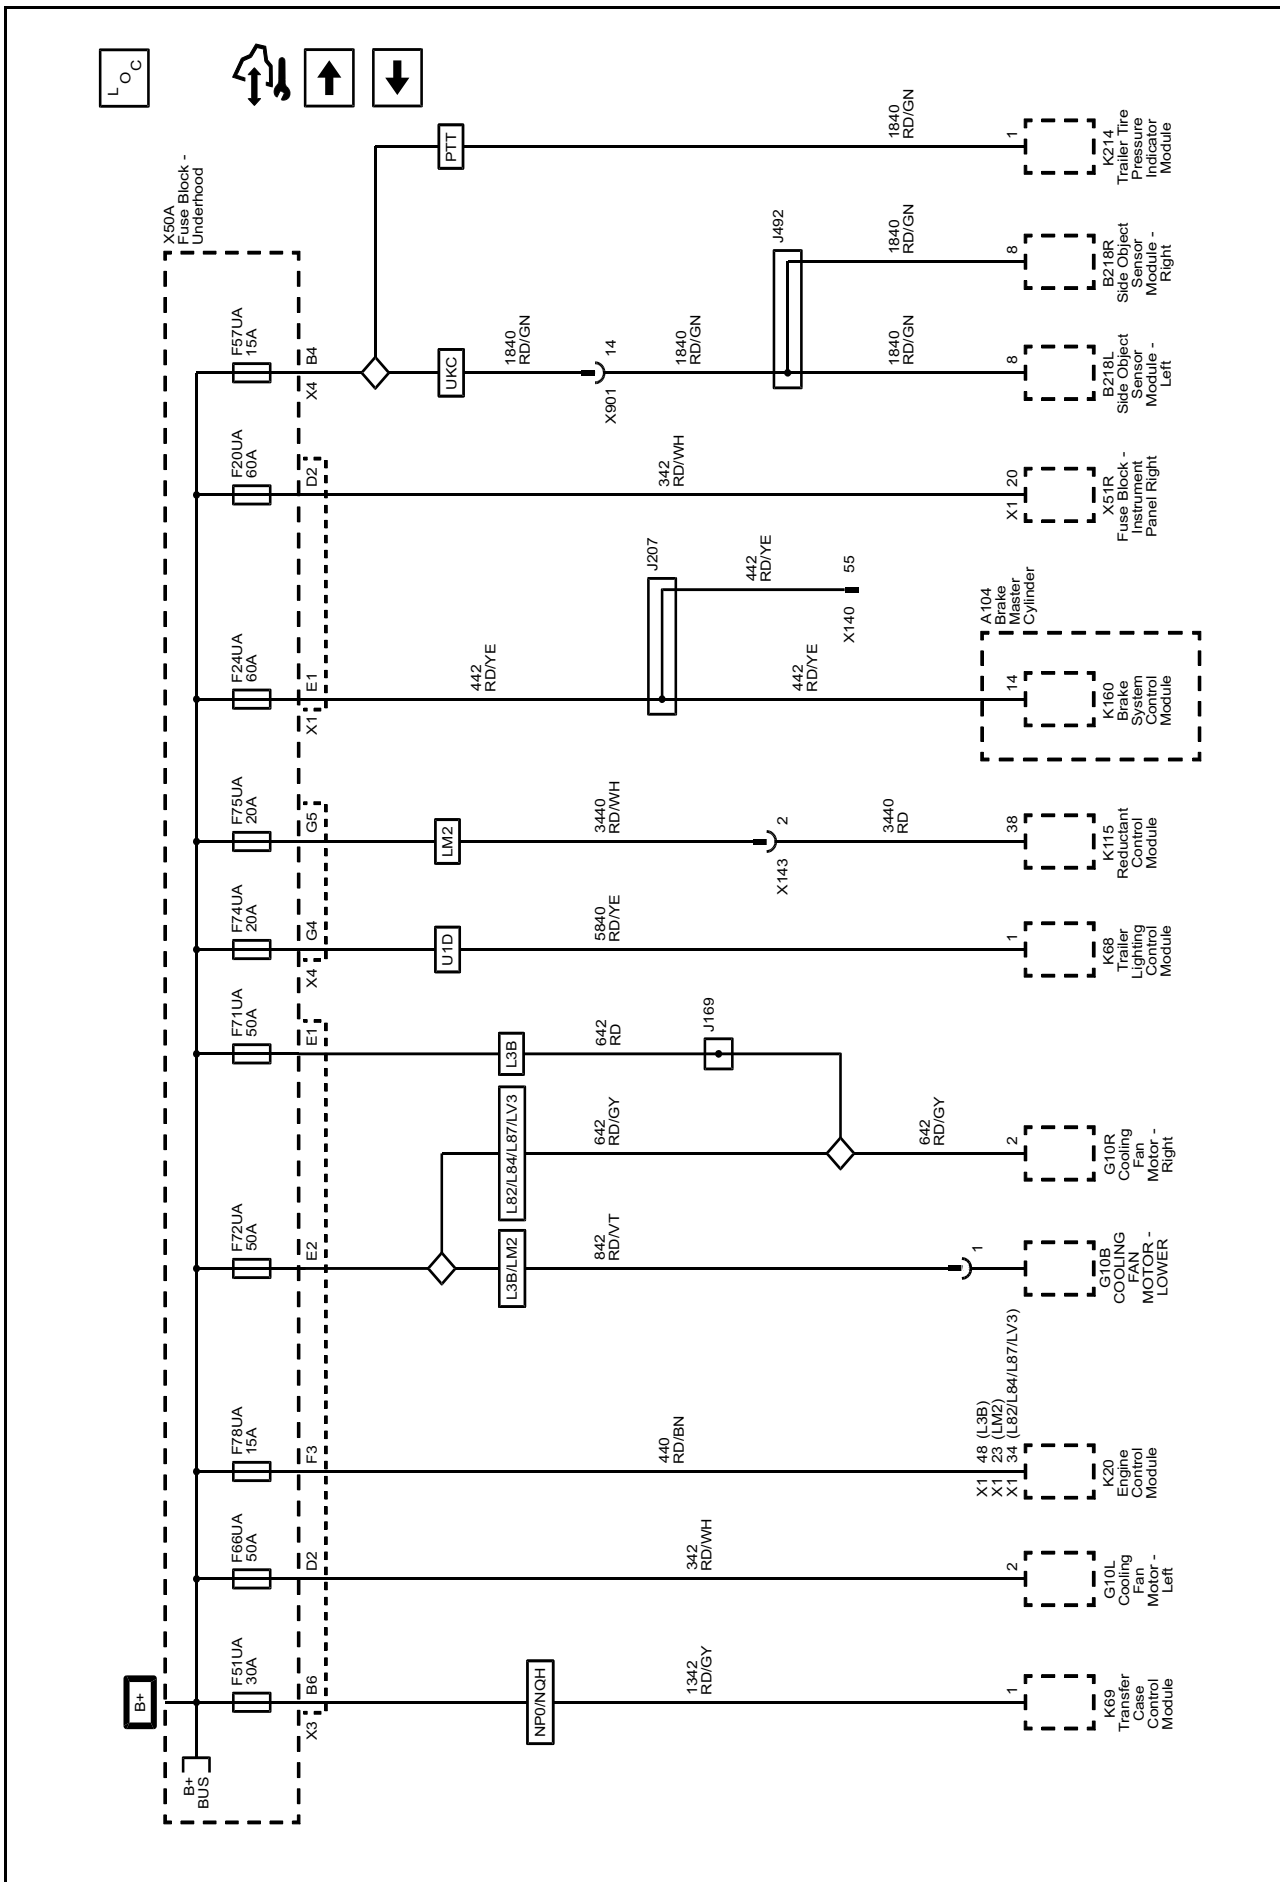 L O C
B+
B+
BUS
X50A
Fuse Block -
Underhood
F51UA
30A
F66UA
50A
F78UA
15A
F72UA
50A
F71UA
50A
F74UA
20A
F75UA
20A
F24UA
60A
F20UA
60A
F57UA
15A
X3
B6
D2
F3
E2
E1
X4
G4
G5
X1
E1
D2
X4
B4
NP0/NQH
1342
RD/GY
1
K69
Transfer
Case
Control
Module
342
RD/WH
2
G10L
Cooling
Fan
Motor -
Left
440
RD/BN
X1 48 (L3B)
X1 23 (LM2)
X1 34 (L82/L84/L87/LV3)
K20
Engine
Control
Module
L3B/LM2
842
RD/VT
1
G10B
COOLING
FAN
MOTOR -
LOWER
L82/L84/L87/LV3
642
RD/GY
642
RD/GY
2
G10R
Cooling
Fan
Motor -
Right
L3B
642
RD
J169
U1D
5840
RD/YE
1
K68
Trailer
Lighting
Control
Module
LM2
3440
RD/WH
X143
2
3440
RD
38
K115
Reductant
Control
Module
442
RD/YE
J207
442
RD/YE
X140
55
442
RD/YE
14
A104
Brake
Master
Cylinder
K160
Brake
System
Control
Module
342
RD/WH
X1 20
X51R
Fuse Block -
Instrument
Panel Right
UKC
1840
RD/GN
X901
14
1840
RD/GN
J492
1840
RD/GN
8
B218L
Side Object
Sensor
Module -
Left
1840
RD/GN
8
B218R
Side Object
Sensor
Module -
Right
PTT
1840
RD/GN
1
K214
Trailer Tire
Pressure
Indicator
Module